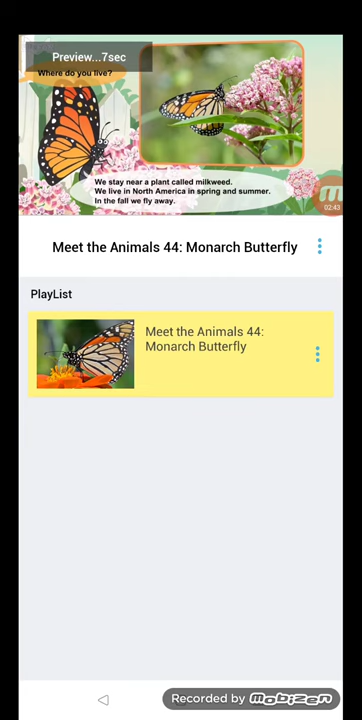 Preview...7sec
Where do you live?
We stay near a plant called milkweed.
We live in North America in spring and summer.
In the fall we fly away.
02:43
Meet the Animals 44: Monarch Butterfly
PlayList
Meet the Animals 44:
Monarch Butterfly
Recorded by mobizen